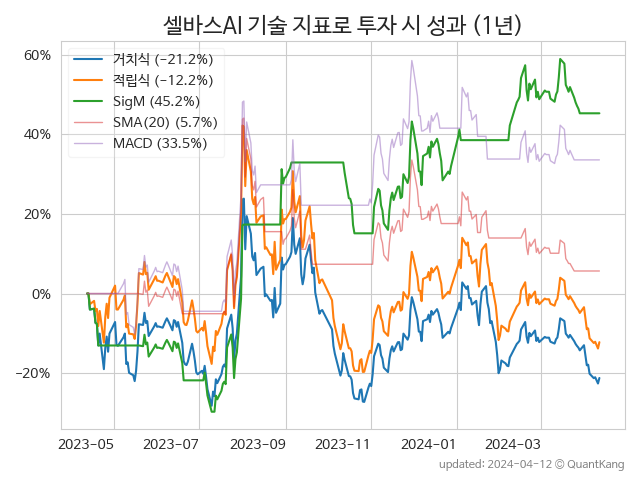 셀바스AI 기술 지표로 투자 시 성과 (1년)
거치식 (−21.2%)
적립식 (−12.2%)
SigM (45.2%)
SMA(20) (5.7%)
MACD (33.5%)
60%
40%
20%
0%
−20%
2023-05 2023-07 2023-09 2023-11 2024-01 2024-03
updated: 2024-04-12 © QuantKang